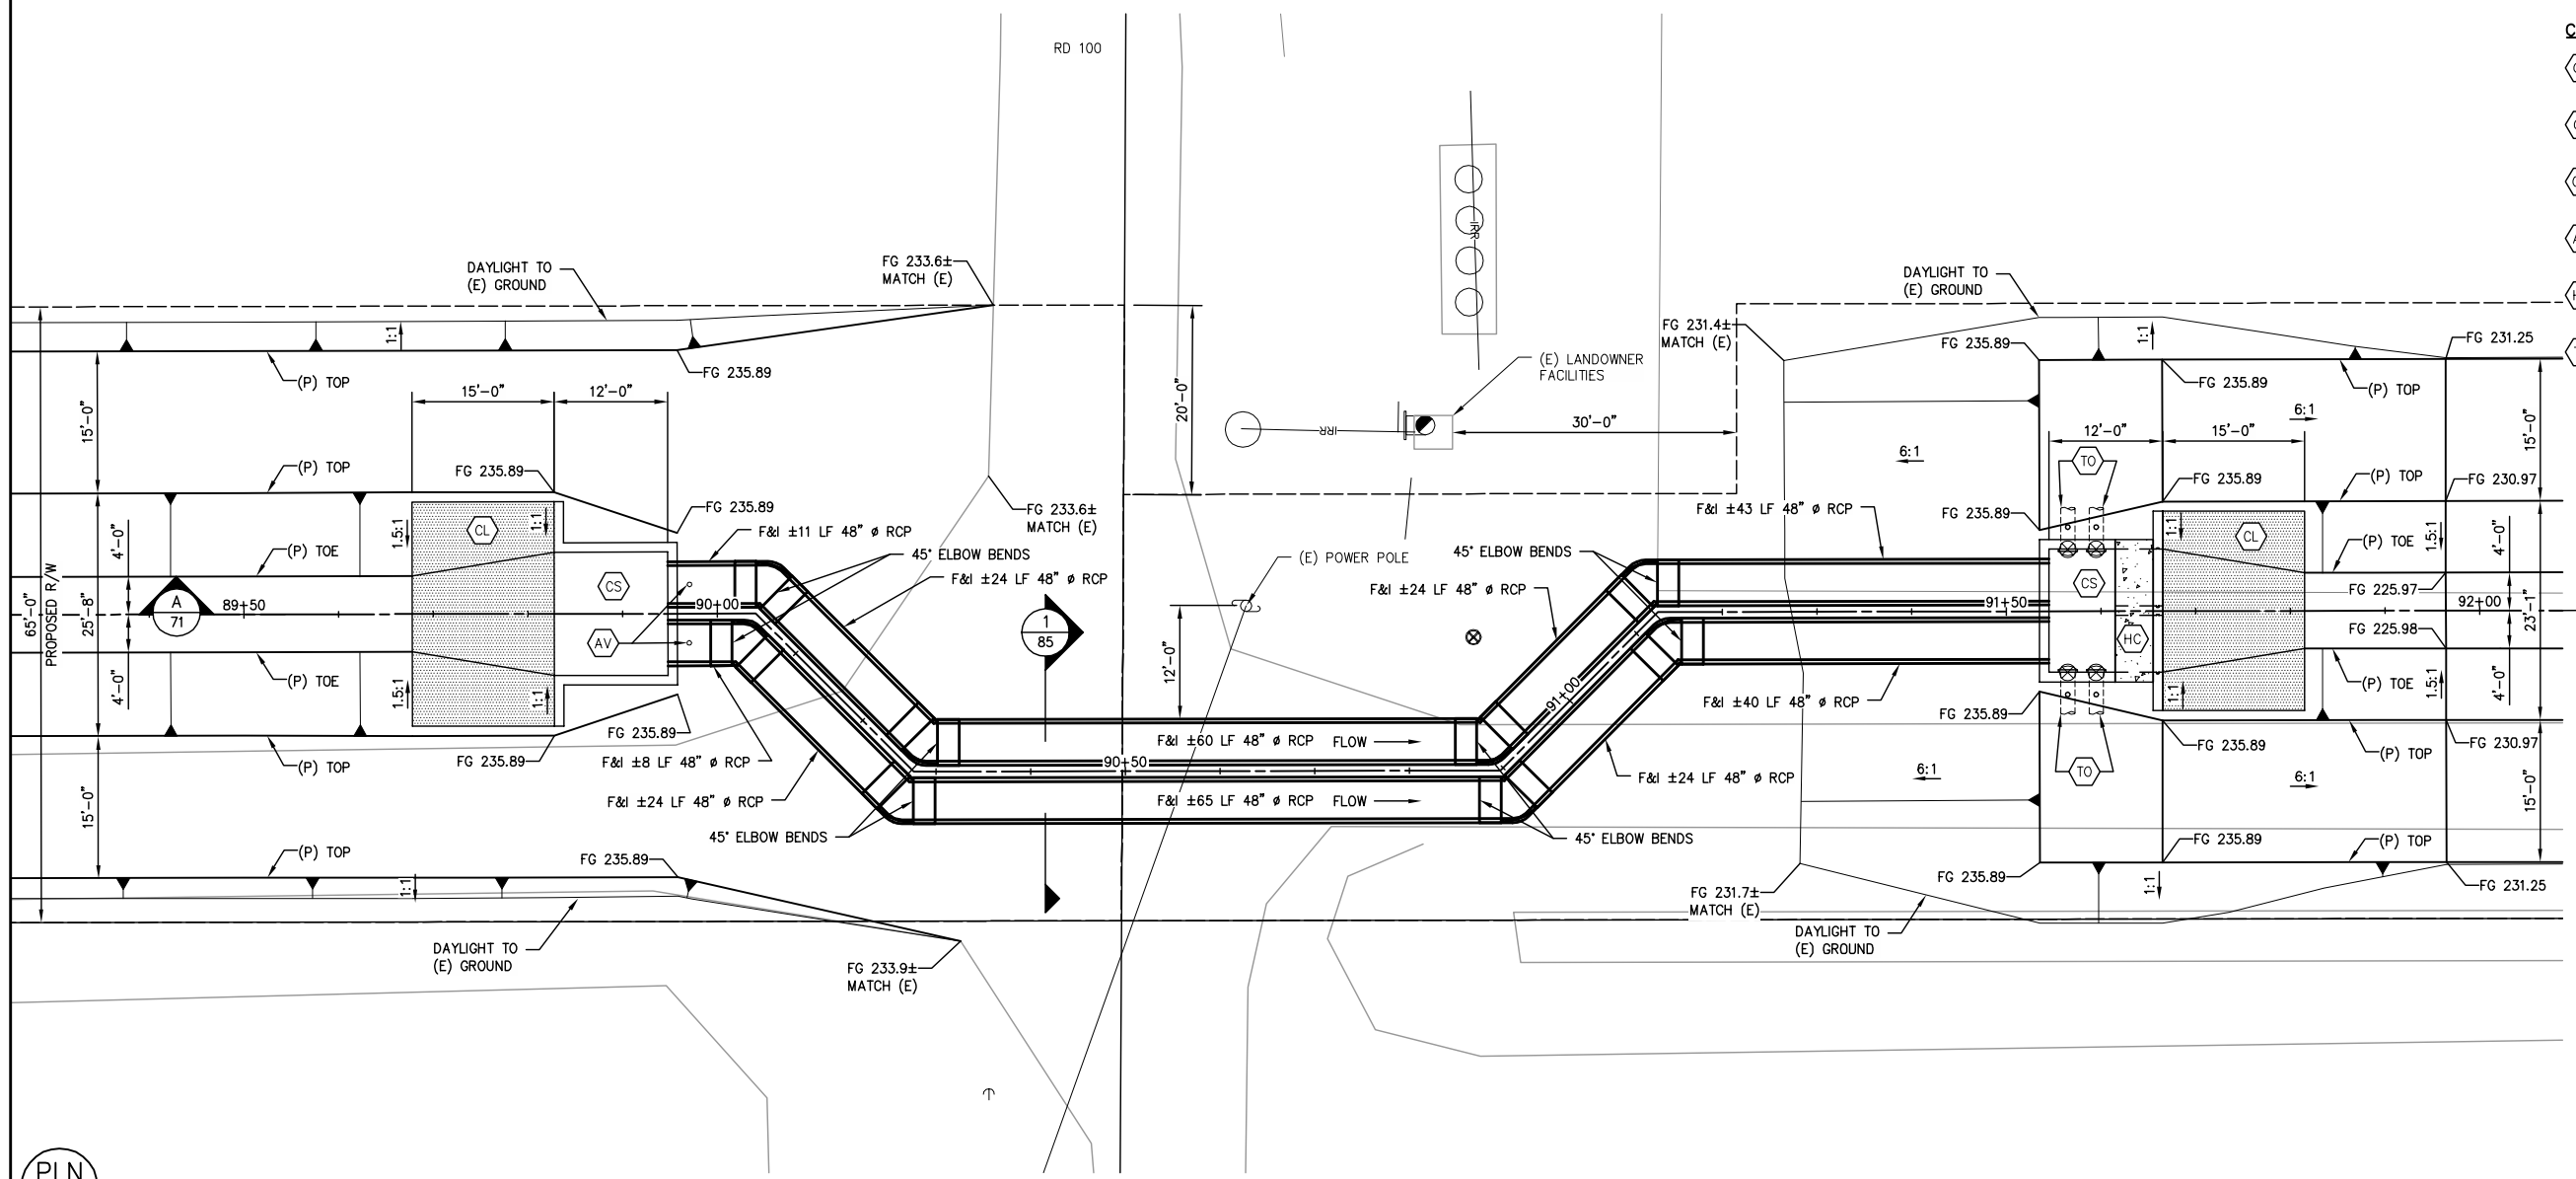 RD 100
C
DAYLIGHT TO
(E) GROUND
FG 233.6±
MATCH (E)
DAYLIGHT TO
(E) GROUND
1:1
IRR
FG 231.4±
MATCH (E)
FG 235.89
1:1
FG 231.25
(E) LANDOWNER
FACILITIES
FG 235.89
FG 235.89
(P) TOP
(P) TOP
15'-0"
12'-0"
15'-0"
20'-0"
IRR
30'-0"
6:1
12'-0"
15'-0"
15'-0"
6:1
TO
(P) TOP
FG 235.89
FG 235.89
(P) TOP
FG 230.97
FG 235.89
F&I ±11 LF 48" ø RCP
FG 233.6±
MATCH (E)
F&I ±43 LF 48" ø RCP
FG 235.89
CL
1.5:1
1:1
4'-0"
(P) TOE
45° ELBOW BENDS
(E) POWER POLE
45° ELBOW BENDS
1:1
CL
(P) TOE
1.5:1
4'-0"
F&I ±24 LF 48" ø RCP
F&I ±24 LF 48" ø RCP
CS
CS
FG 225.97
65'-0"
PROPOSED R/W
25'-8"
A
71
89+50
90+00
91+50
92+00
23'-1"
FG 225.98
1
85
AV
HC
12'-0"
4'-0"
(P) TOE
1.5:1
1:1
91+00
F&I ±40 LF 48" ø RCP
1:1
(P) TOE
1.5:1
4'-0"
FG 235.89
FG 235.89
F&I ±60 LF 48" ø RCP
FLOW
FG 235.89
FG 230.97
(P) TOP
FG 235.89
F&I ±8 LF 48" ø RCP
90+50
(P) TOP
15'-0"
F&I ±24 LF 48" ø RCP
F&I ±65 LF 48" ø RCP
FLOW
F&I ±24 LF 48" ø RCP
6:1
TO
6:1
15'-0"
45° ELBOW BENDS
45° ELBOW BENDS
FG 235.89
(P) TOP
(P) TOP
FG 235.89
1:1
FG 235.89
1:1
FG 231.25
FG 231.7±
MATCH (E)
DAYLIGHT TO
(E) GROUND
DAYLIGHT TO
(E) GROUND
FG 233.9±
MATCH (E)
PLN